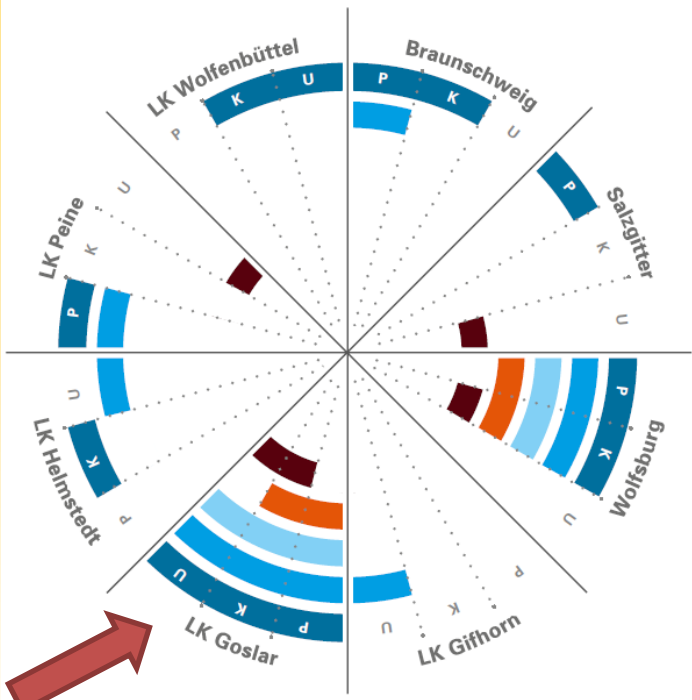 Braunschweig
P
K
U
Salzgitter
P
K
U
Wolfsburg
P
K
U
LK Gifhorn
P
K
U
LK Goslar
P
K
U
LK Helmstedt
P
K
U
LK Peine
P
K
U
LK Wolfenbüttel
P
K
U